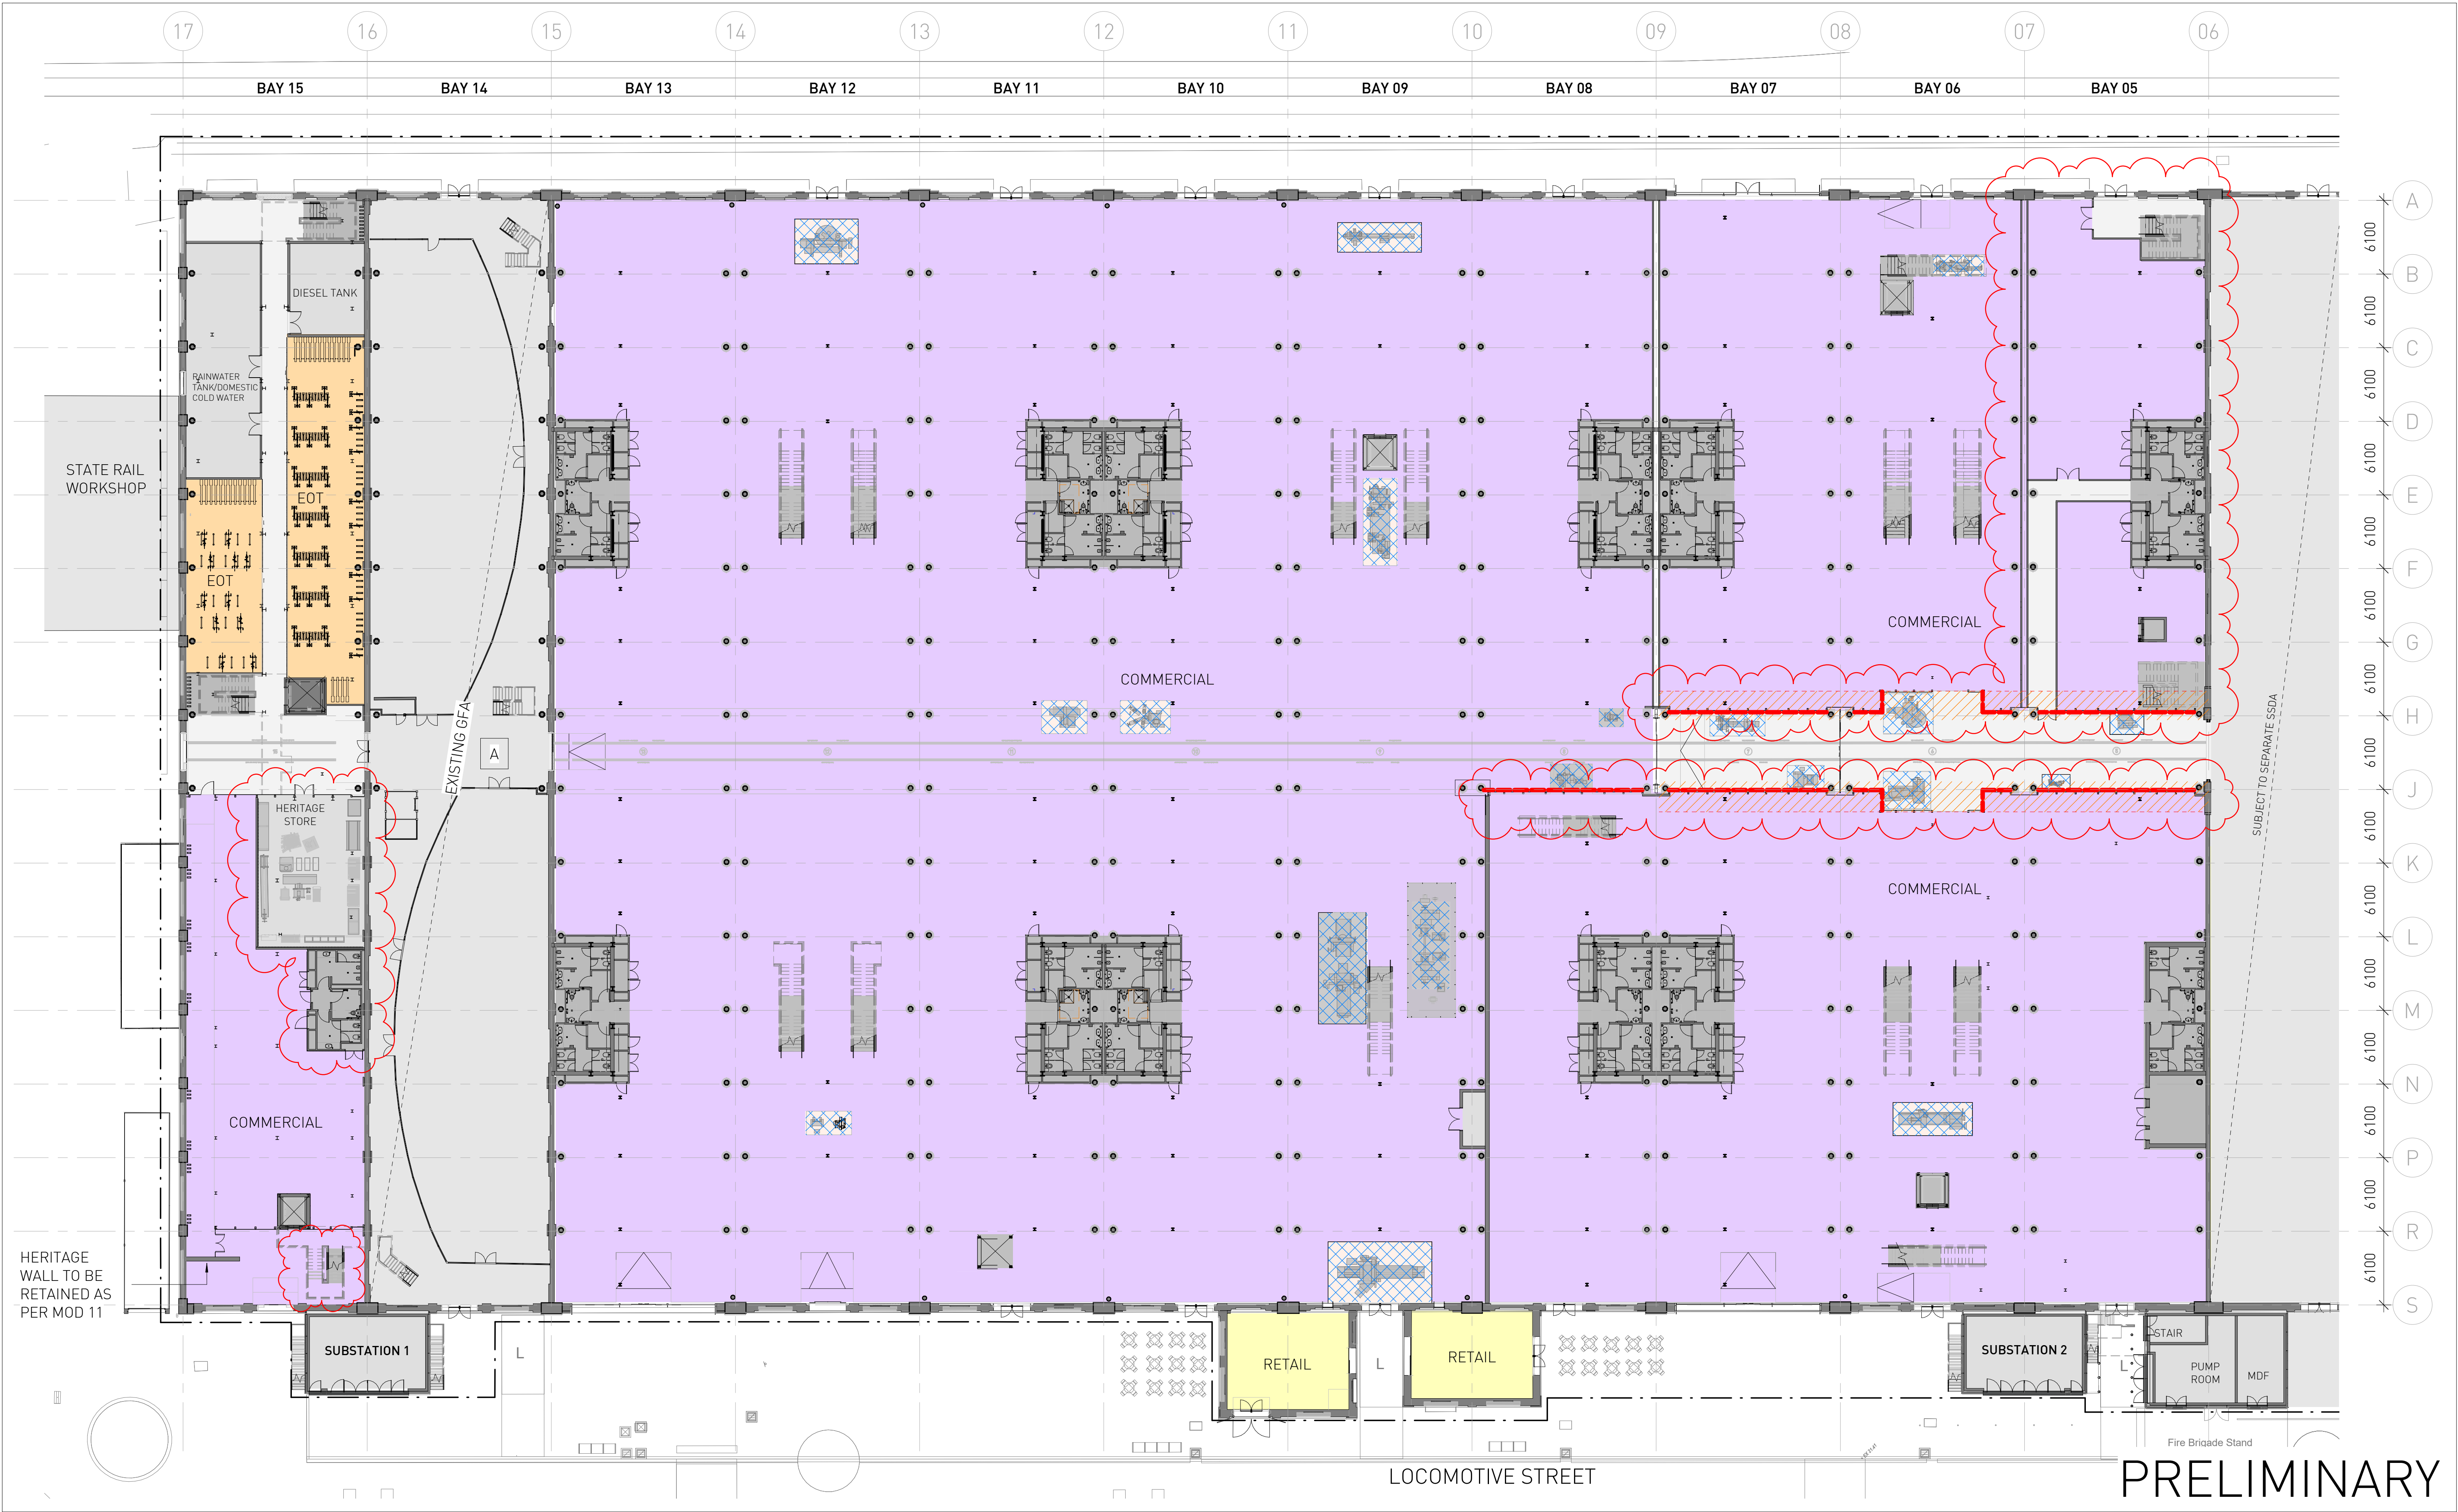 17 16 15 14 13 12 11 10 09 08 07 06
BAY 15 BAY 14 BAY 13 BAY 12 BAY 11 BAY 10 BAY 09 BAY 08 BAY 07 BAY 06 BAY 05
A
6100
B
6100
C
6100
D
6100
E
6100
F
6100
G
6100
H
6100
J
6100
K
6100
L
6100
M
6100
N
6100
P
6100
R
6100
S
DIESEL TANK
RAINWATER
TANK/DOMESTIC
COLD WATER
STATE RAIL
WORKSHOP
EOT
EOT
EXISTING GFA
A
COMMERCIAL
COMMERCIAL
COMMERCIAL
SUBJECT TO SEPARATE SSDA
HERITAGE
STORE
COMMERCIAL
HERITAGE
WALL TO BE
RETAINED AS
PER MOD 11
SUBSTATION 1
L
RETAIL
L
RETAIL
SUBSTATION 2
L
STAIR
PUMP
ROOM
MDF
Fire Brigade Stand
LOCOMOTIVE STREET
PRELIMINARY